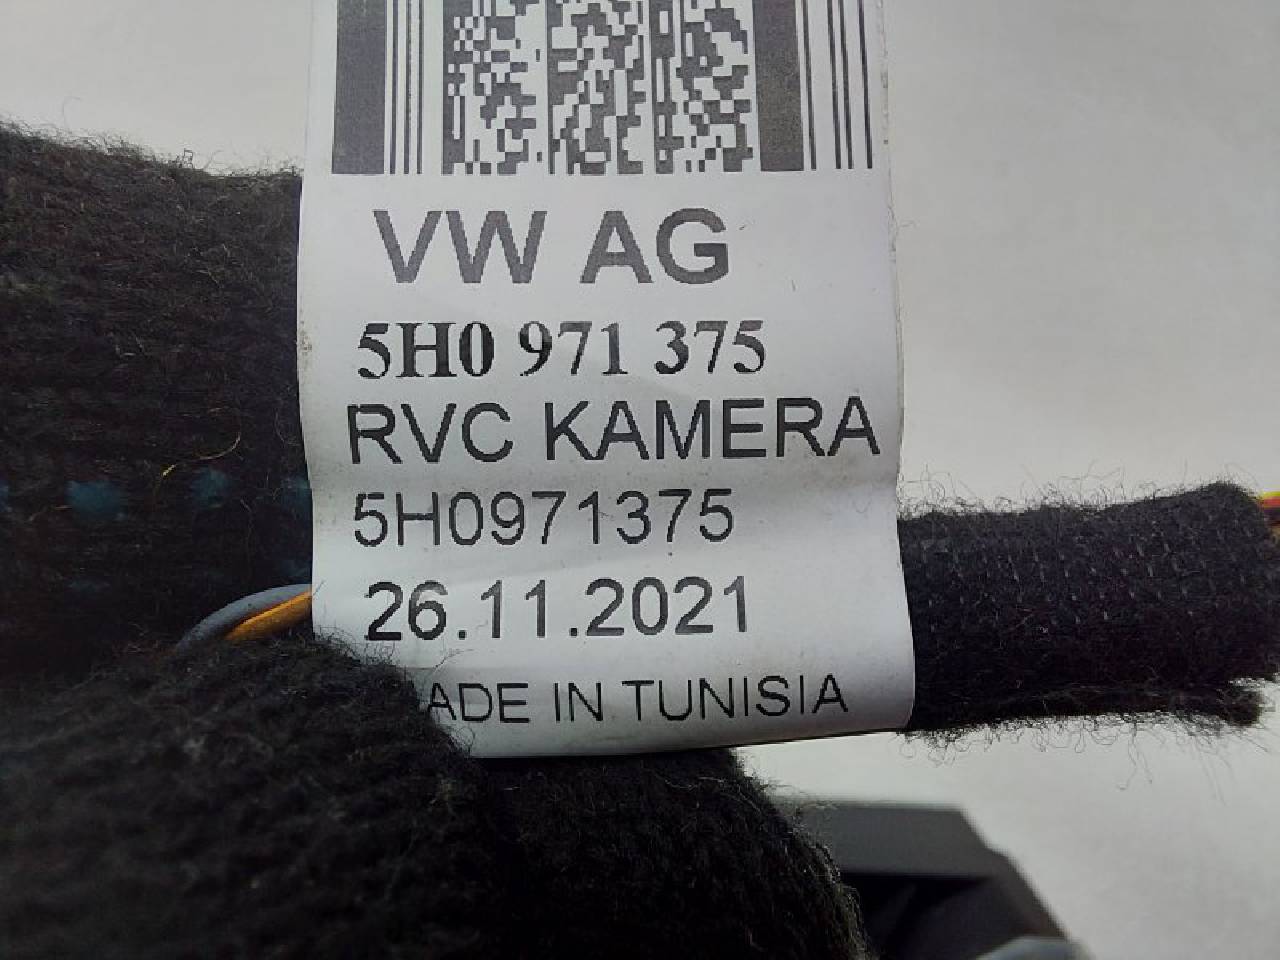 VW AG
5H0 971 375
RVC KAMERA
5H0971375
26.11.2021
ADE IN TUNISIA